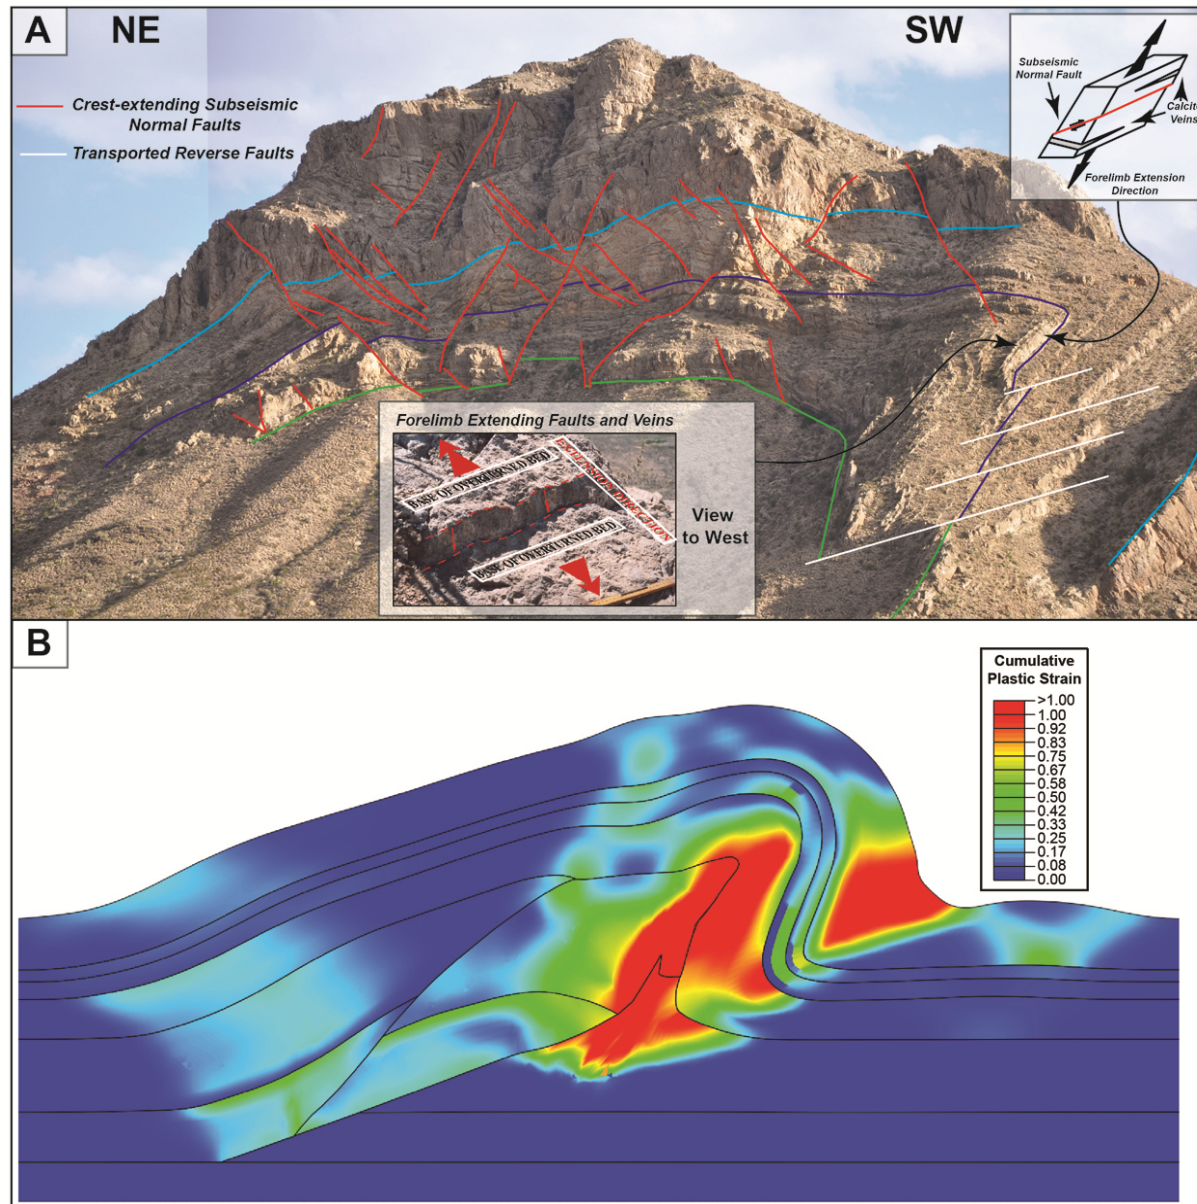 A
NE
SW
Crest-extending Subseismic
Normal Faults
Transported Reverse Faults
Subseismic
Normal Fault
Calcite
Veins
Forelimb Extension
Direction
Forelimb Extending Faults and Veins
BASE OF OVERTURNED BED
EXTENSION DIRECTION
BASE OF OVERTURNED BED
View
to West
B
Cumulative
Plastic Strain
>1.00
1.00
0.92
0.83
0.75
0.67
0.58
0.50
0.42
0.33
0.25
0.17
0.08
0.00